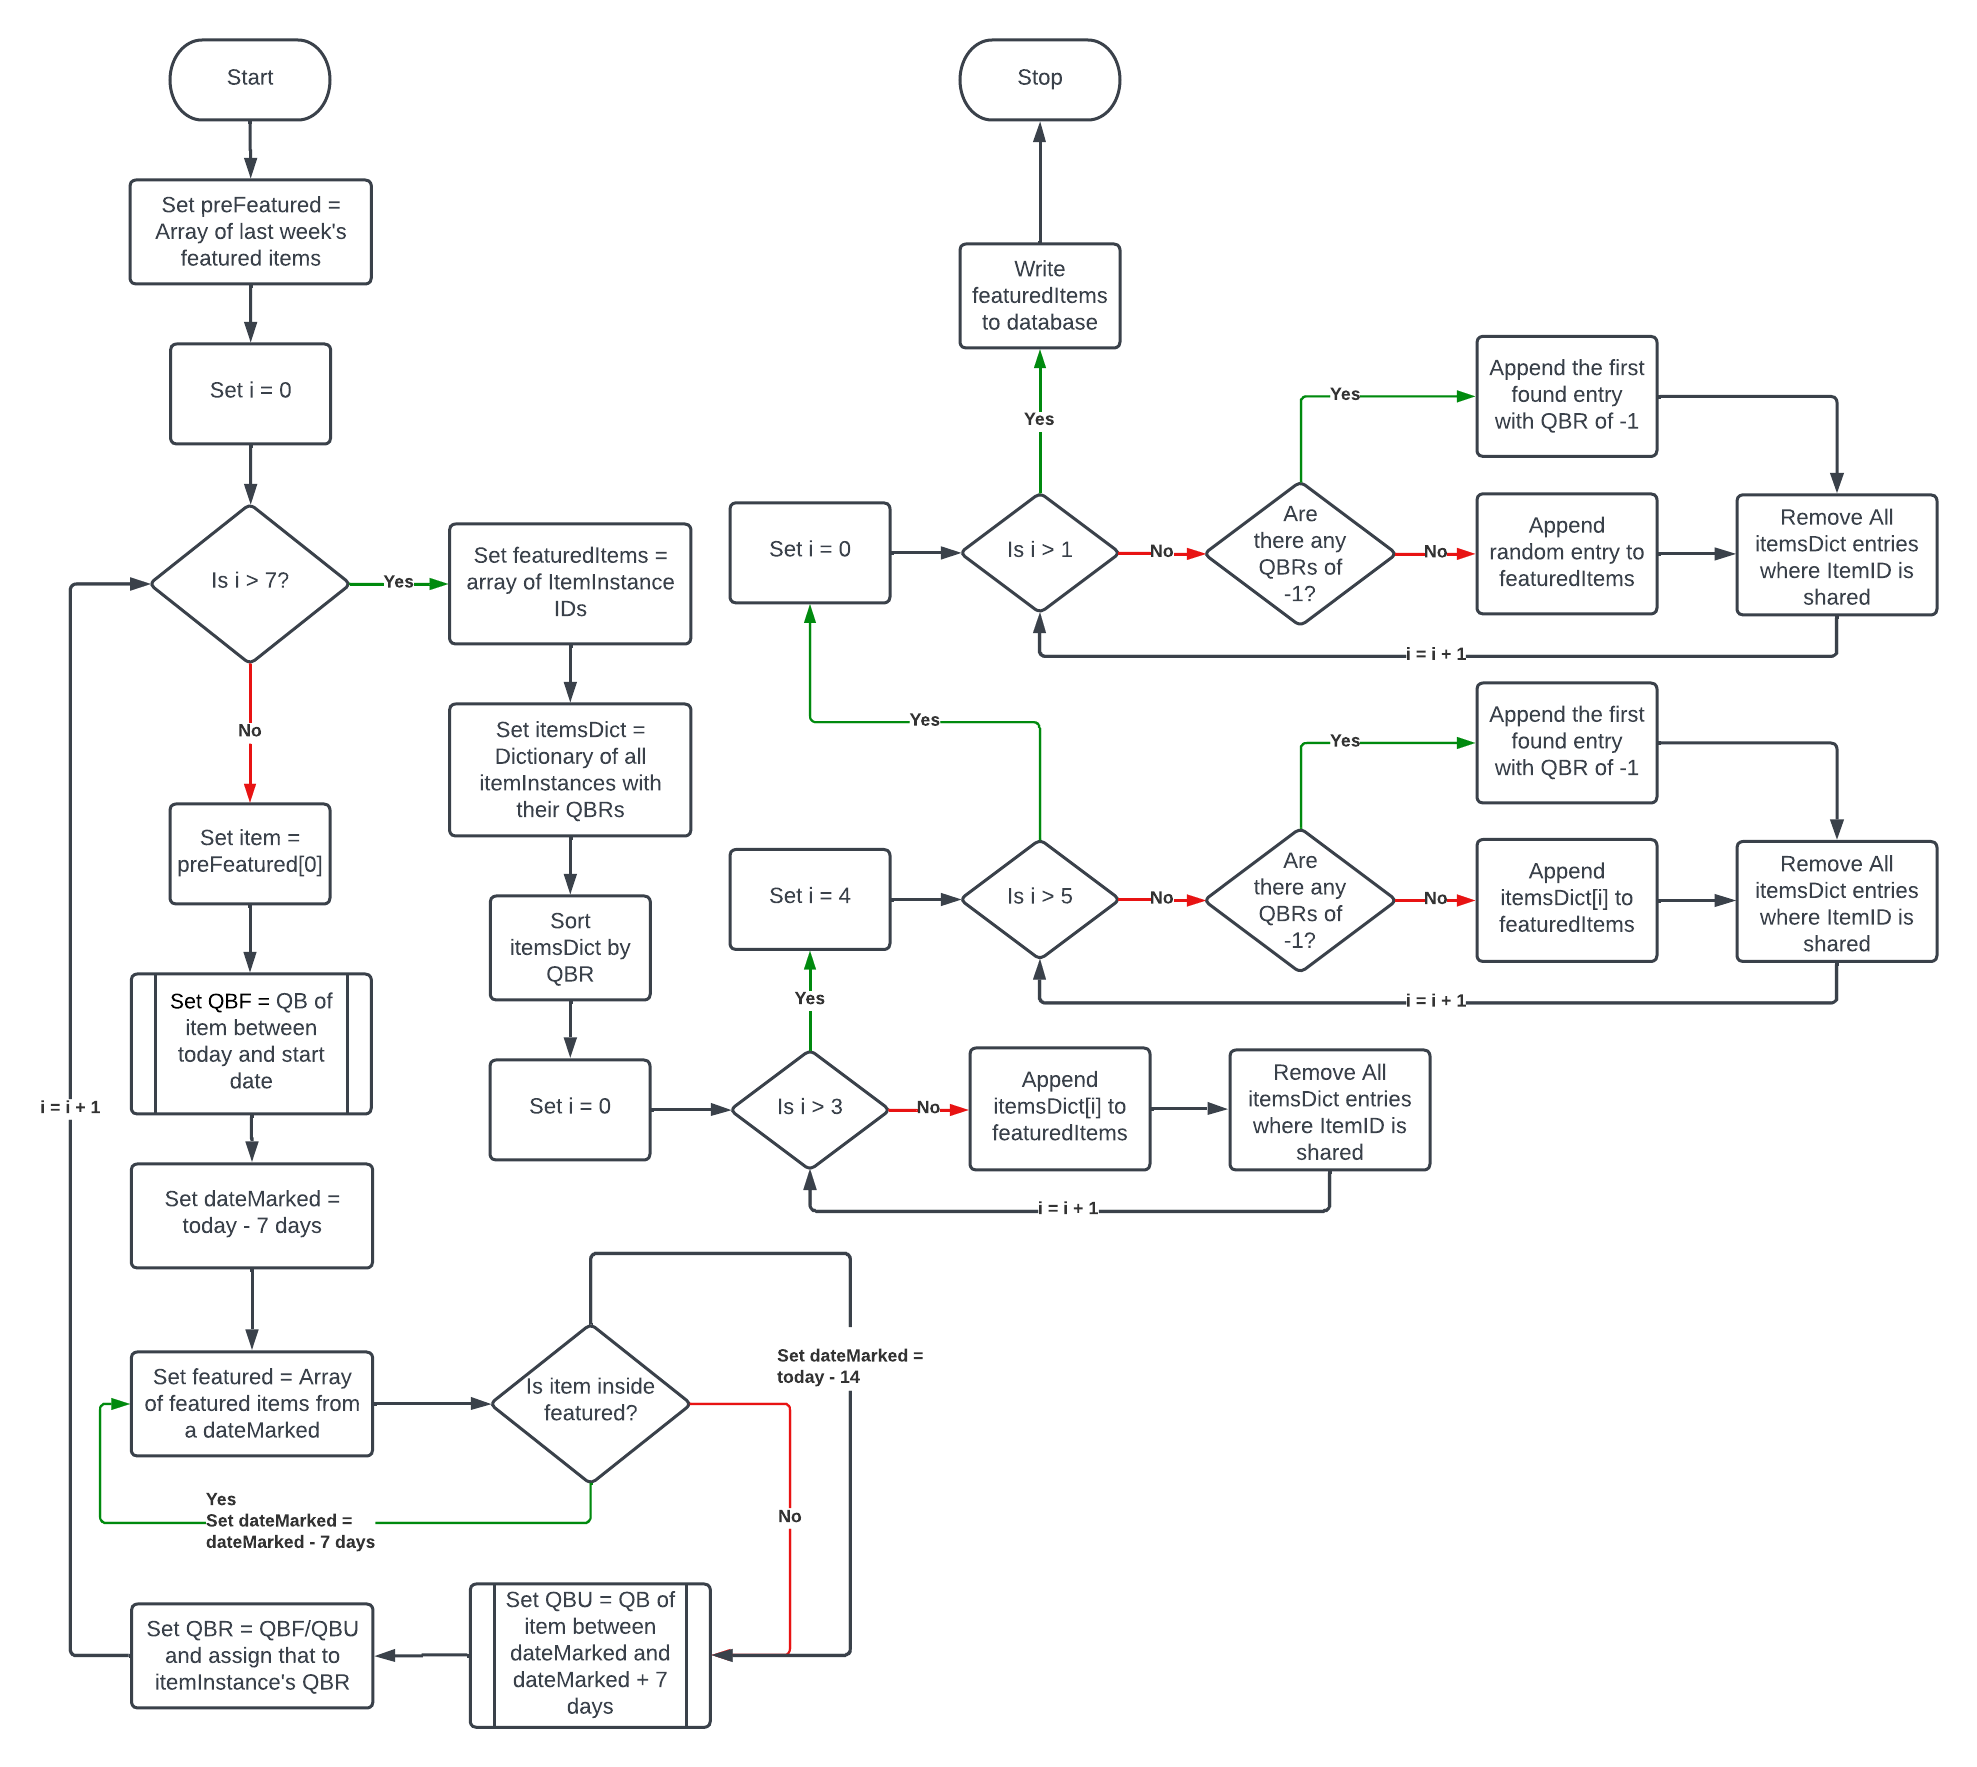 Start
Set preFeatured =
Array of last week's
featured items
Set i = 0
Is i > 7?
Yes
No
Set item =
preFeatured[0]
Set QBF = QB of
item between
today and start
date
i = i + 1
Set dateMarked =
today - 7 days
Set featured = Array
of featured items from
a dateMarked
Is item inside
featured?
Yes
Set dateMarked =
dateMarked - 7 days
Set dateMarked =
today - 14
No
Set QBU = QB of
item between
dateMarked and
dateMarked + 7
days
Set QBR = QBF/QBU
and assign that to
itemInstance's QBR
Set featuredItems =
array of ItemInstance
IDs
Set itemsDict =
Dictionary of all
itemInstances with
their QBRs
Sort
itemsDict by
QBR
Set i = 0
Is i > 3
No
Append
itemsDict[i] to
featuredItems
Remove All
itemsDict entries
where ItemID is
shared
i = i + 1
Yes
Set i = 4
Is i > 5
No
Are
there any
QBRs of
-1?
Yes
Append the first
found entry
with QBR of -1
No
Append
itemsDict[i] to
featuredItems
Remove All
itemsDict entries
where ItemID is
shared
i = i + 1
Yes
Set i = 0
Is i > 1
No
Are
there any
QBRs of
-1?
Yes
Append the first
found entry
with QBR of -1
No
Append
random entry to
featuredItems
Remove All
itemsDict entries
where ItemID is
shared
i = i + 1
Yes
Write
featuredItems
to database
Stop